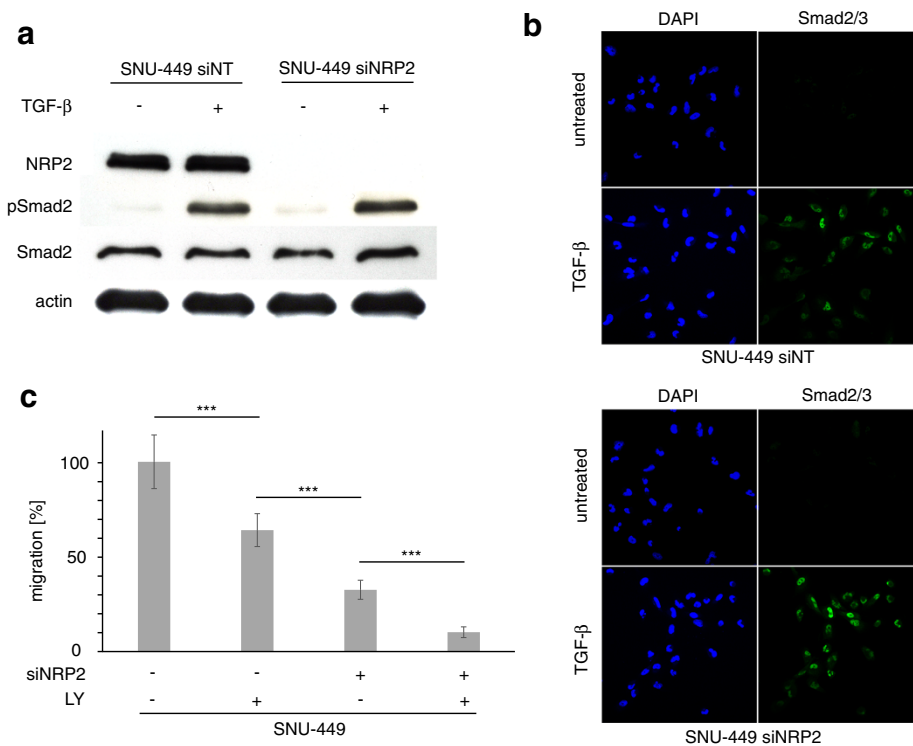 a
SNU-449 siNT SNU-449 siNRP2
TGF-β - + - +
NRP2
pSmad2
Smad2
actin
b
DAPI Smad2/3
untreated
TGF-β
SNU-449 siNT
DAPI Smad2/3
untreated
TGF-β
SNU-449 siNRP2
c
***
***
***
migration [%]
100
50
0
siNRP2 - - + +
LY - + - +
SNU-449